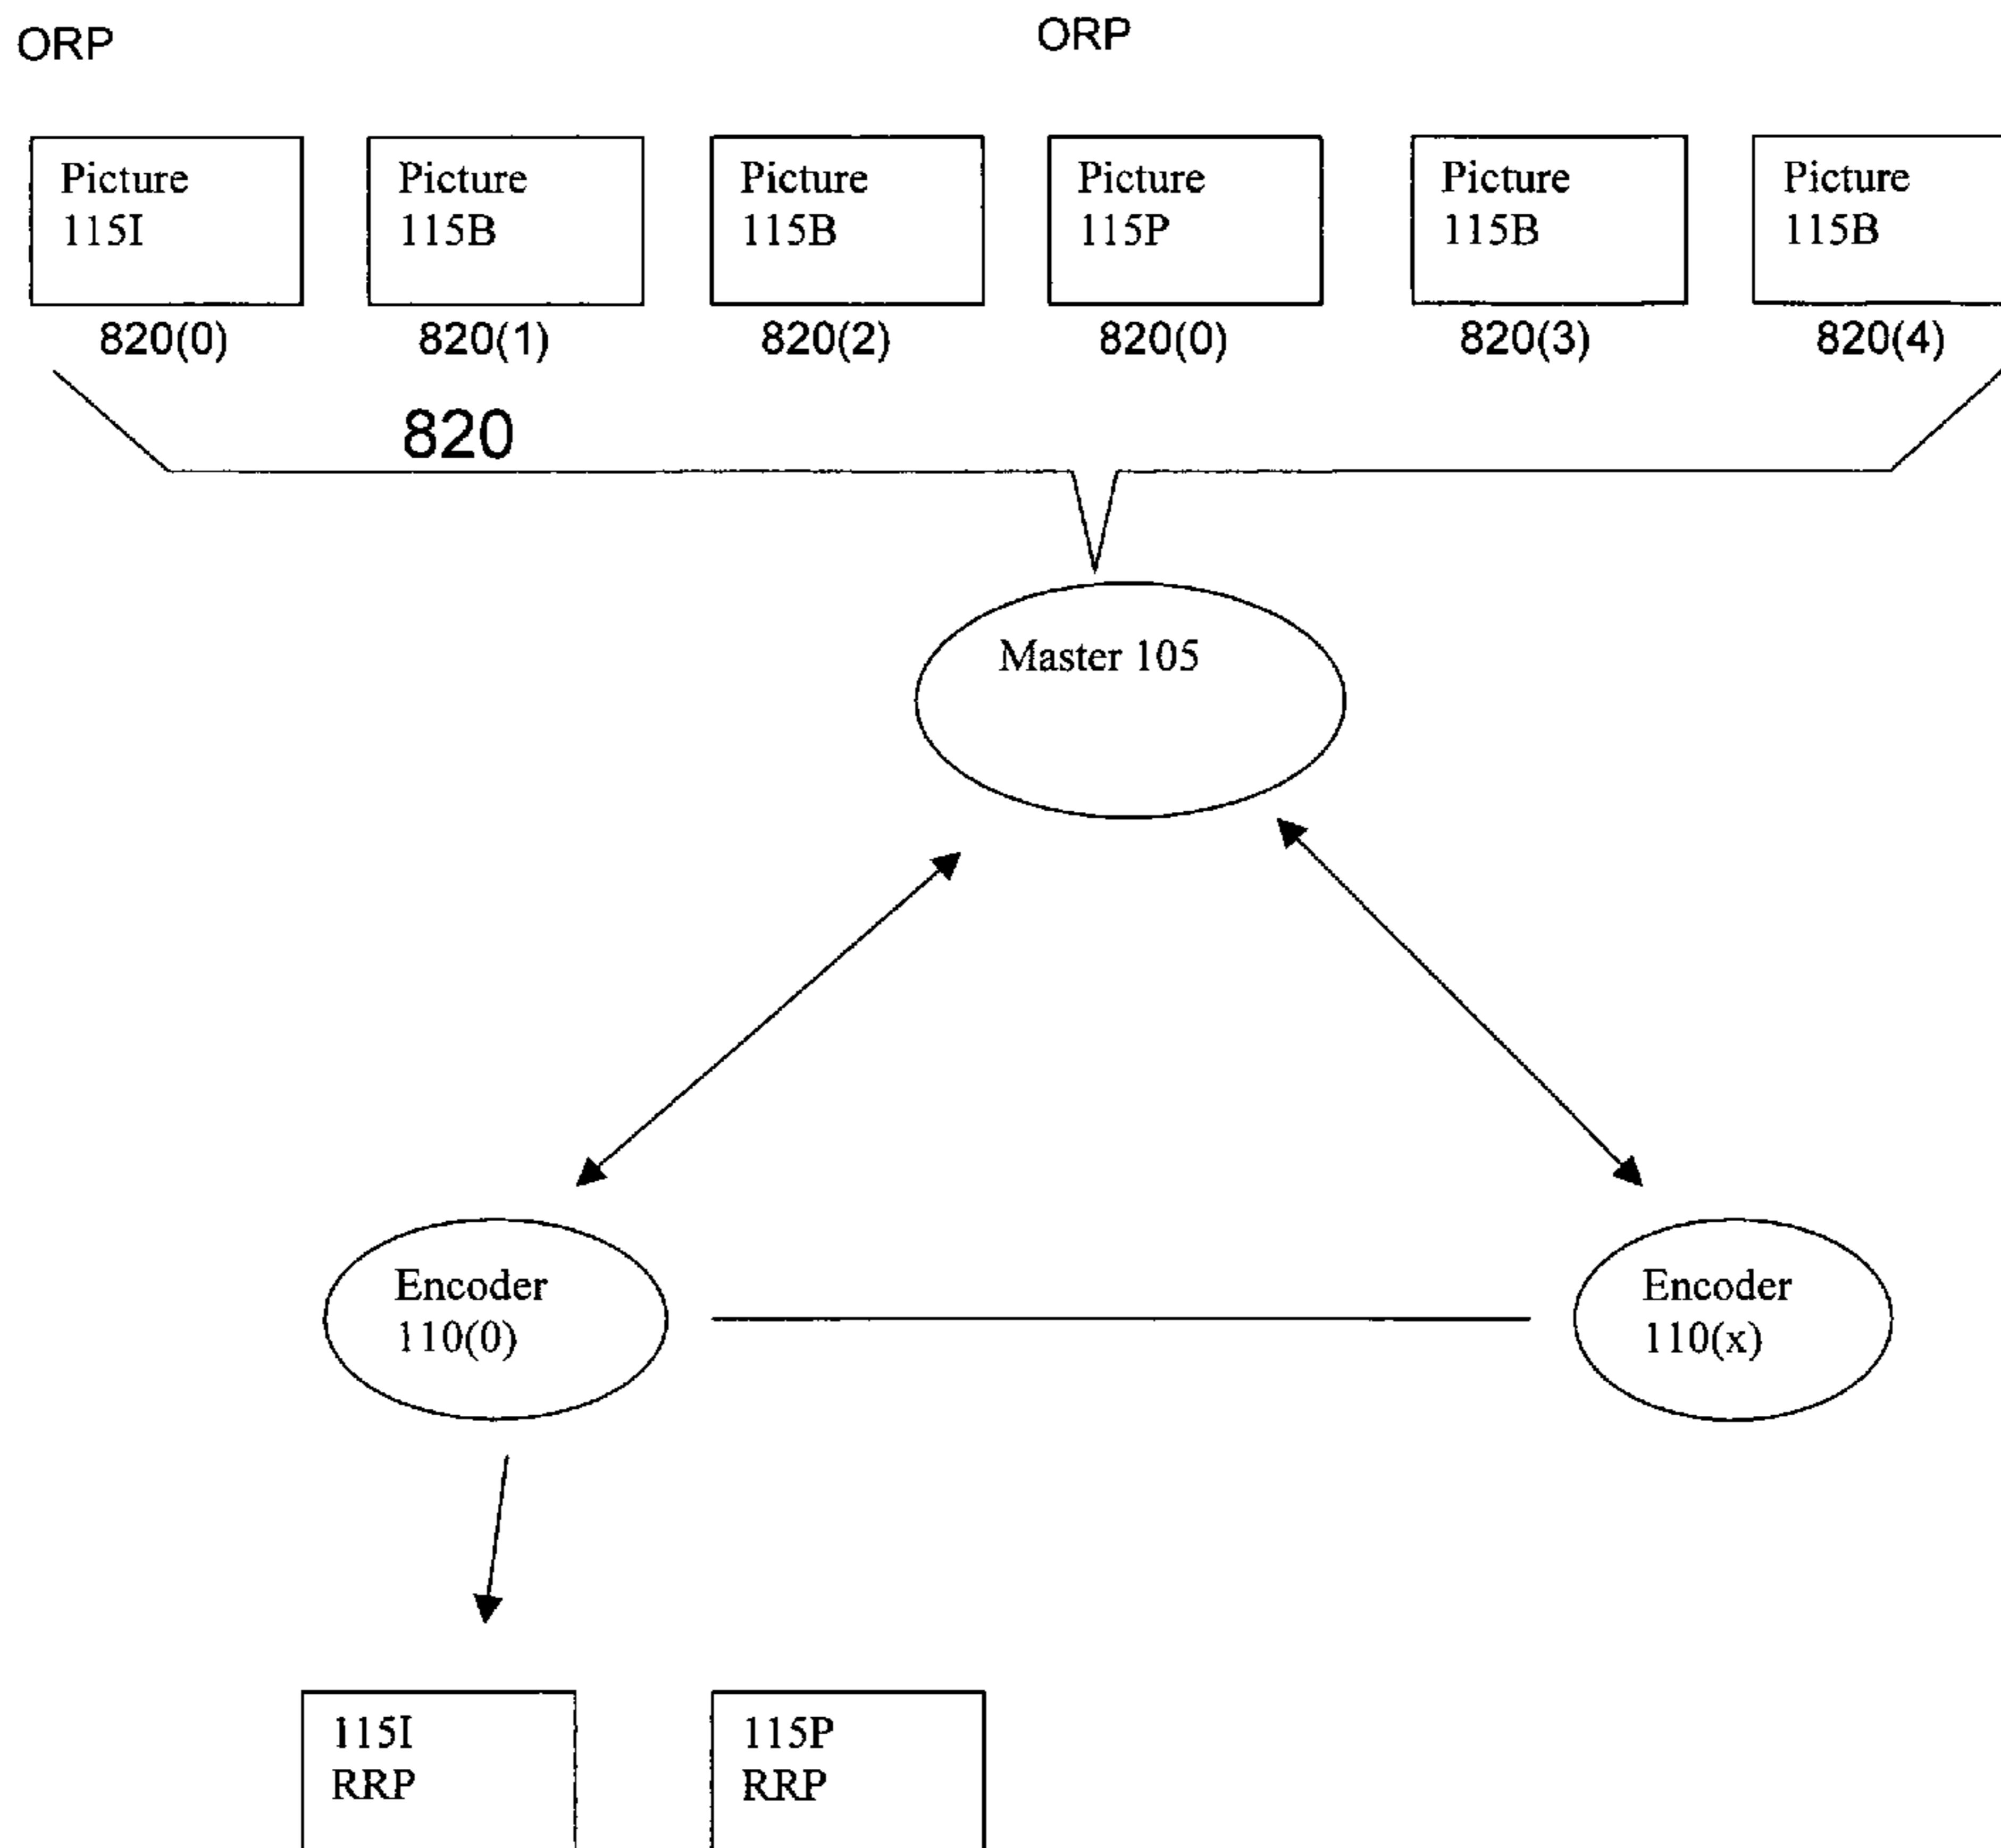 ORP ORP
Picture Picture Picture Picture Picture Picture
115I 115B 115B 115P 115B 115B
820(0) 820(1) 820(2) 820(0) 820(3) 820(4)
820
Master 105
Encoder Encoder
110(0) 110(x)
115I 115P
RRP RRP